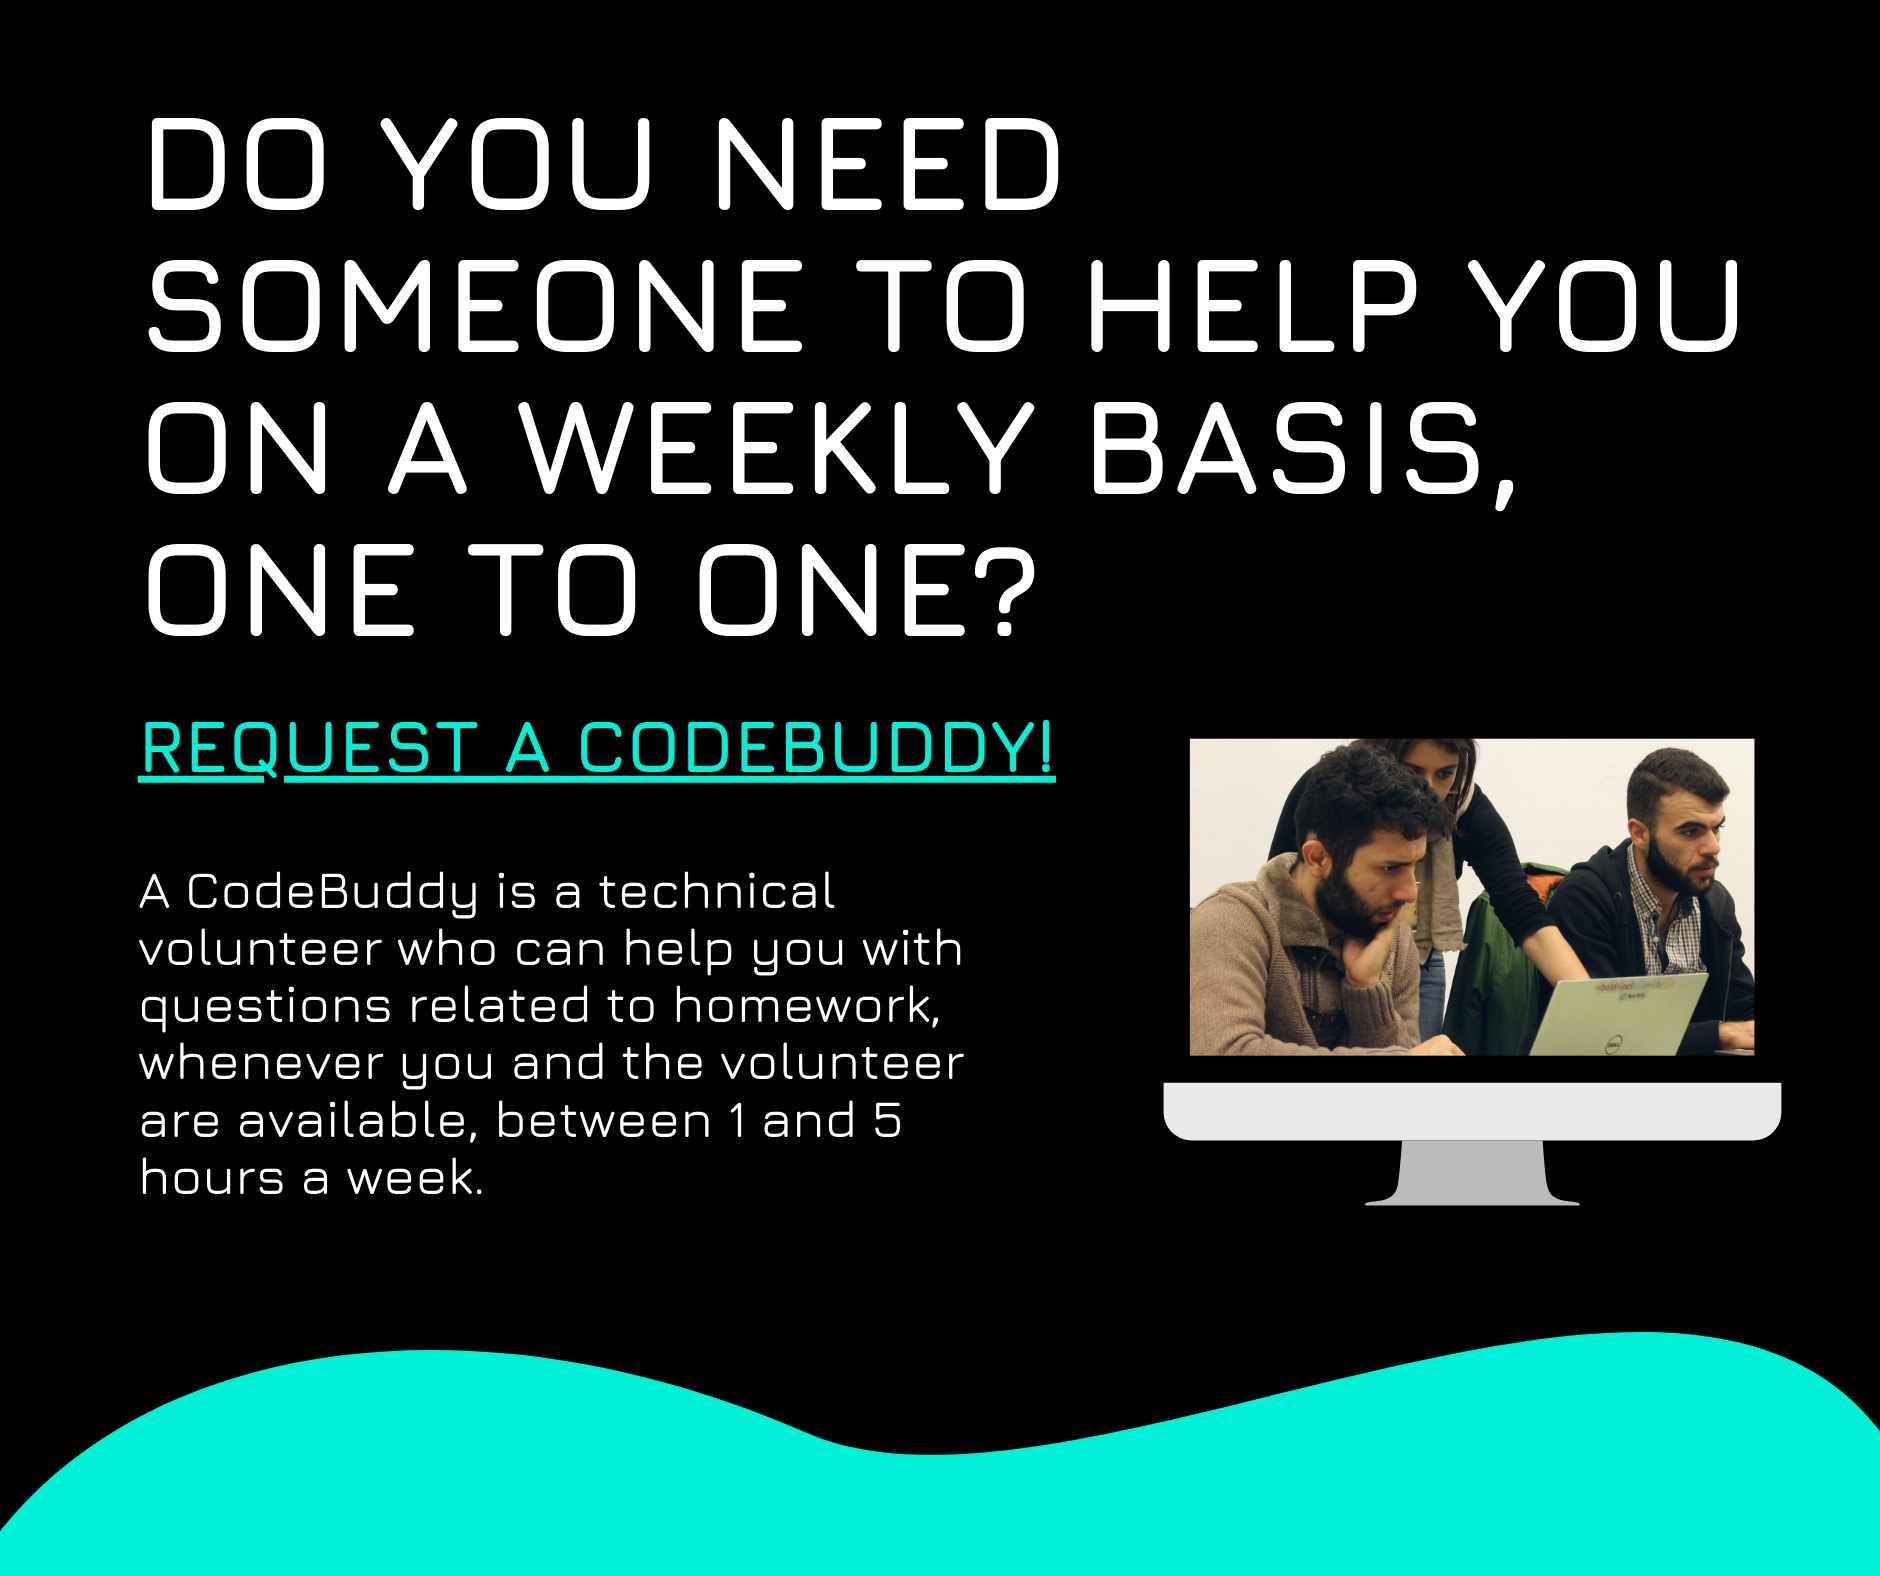 DO YOU NEED
SOMEONE TO HELP YOU
ON A WEEKLY BASIS,
ONE TO ONE?
REQUEST A CODEBUDDY!
A CodeBuddy is a technical
volunteer who can help you with
questions related to homework,
whenever you and the volunteer
are available, between 1 and 5
hours a week.
DELL